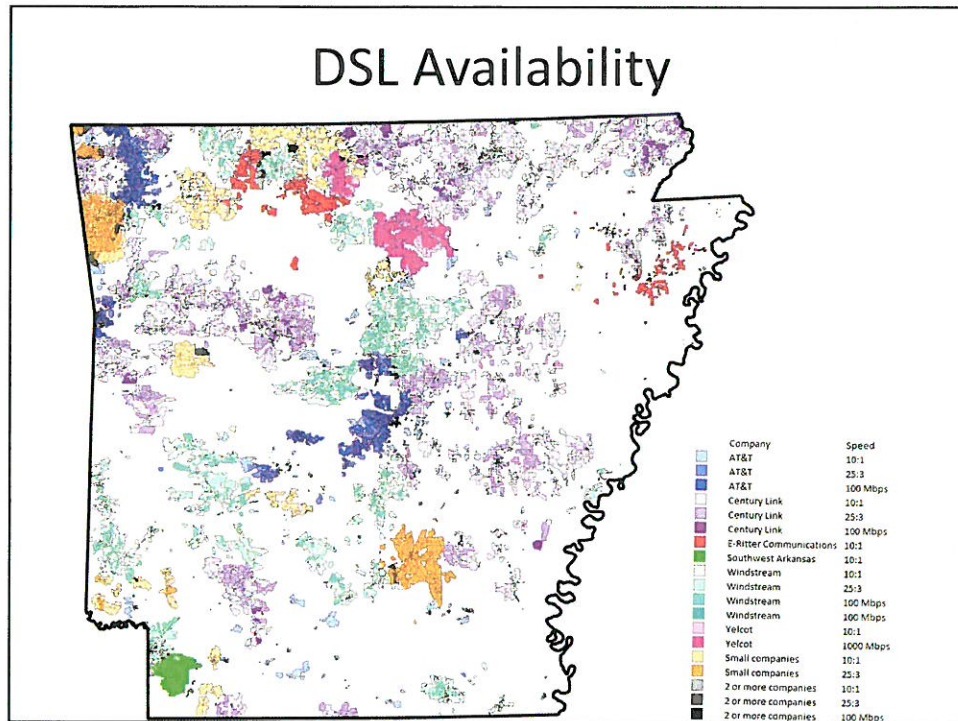 DSL Availability
Company Speed
AT&T 10:1
AT&T 25:3
AT&T 100 Mbps
Century Link 10:1
Century Link 25:3
Century Link 100 Mbps
E-Ritter Communications 10:1
Southwest Arkansas 10:1
Windstream 10:1
Windstream 25:3
Windstream 100 Mbps
Windstream 100 Mbps
Yelcot 10:1
Yelcot 1000 Mbps
Small companies 10:1
Small companies 25:3
2 or more companies 10:1
2 or more companies 25:3
2 or more companies 100 Mbps